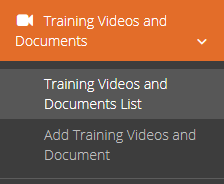 Training Videos and
Documents
Training Videos and
Documents List
Add Training Videos and
Document